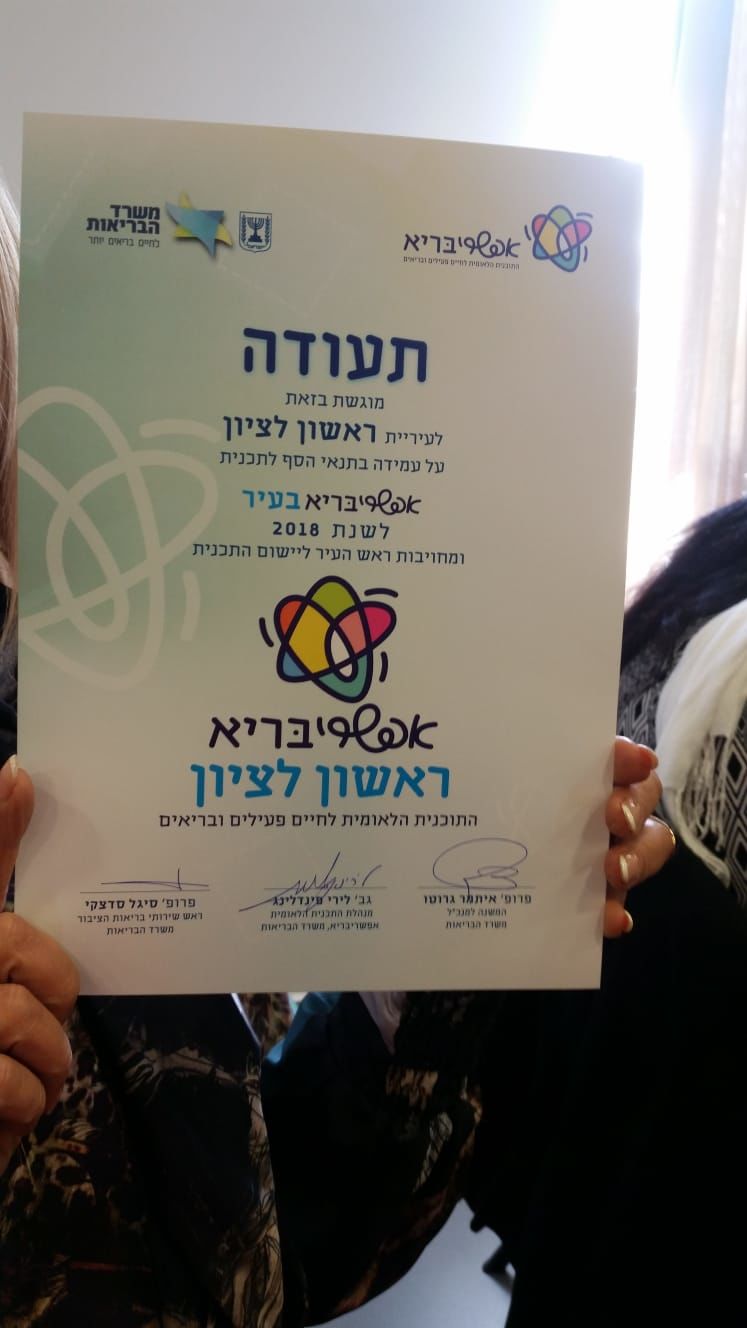 משרד
הבריאות
לחיים בריאים יותר
אפשריבריא
התוכנית הלאומית לחיים פעילים ובריאים
תעודה
מוגשת בזאת
לעיריית ראשון לציון
על עמידה בתנאי הסף לתכנית
אפשריבריא בעיר
לשנת 2018
ומחויבות ראש העיר ליישום התכנית
אפשריבריא
ראשון לציון
התוכנית הלאומית לחיים פעילים ובריאים
פרופ׳ איתמר גרוטו
המשנה למנכ״ל
משרד הבריאות
גב׳ לירי פינדלינג
מנהלת התכנית הלאומית
אפשריבריא, משרד הבריאות
פרופ׳ סיגל סדצקי
ראש שירותי בריאות הציבור
משרד הבריאות